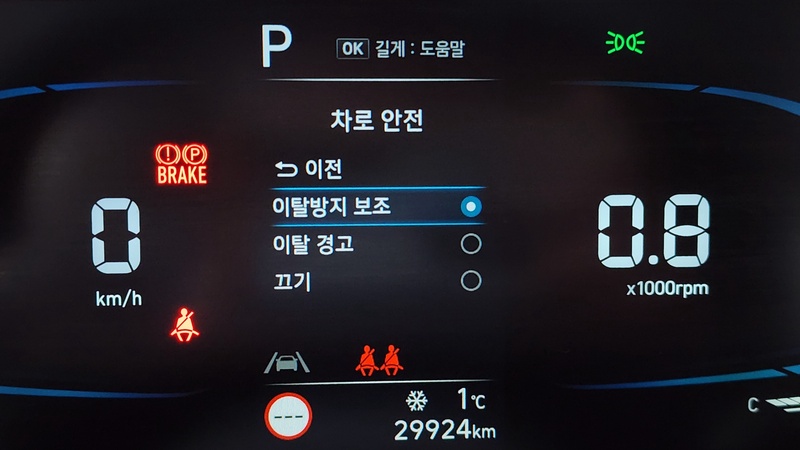 P
OK 길게 : 도움말
차로 안전
이전
이탈방지 보조
이탈 경고
끄기
(!) (P)
BRAKE
0
km/h
0.8
x1000rpm
---
1℃
29924km
C